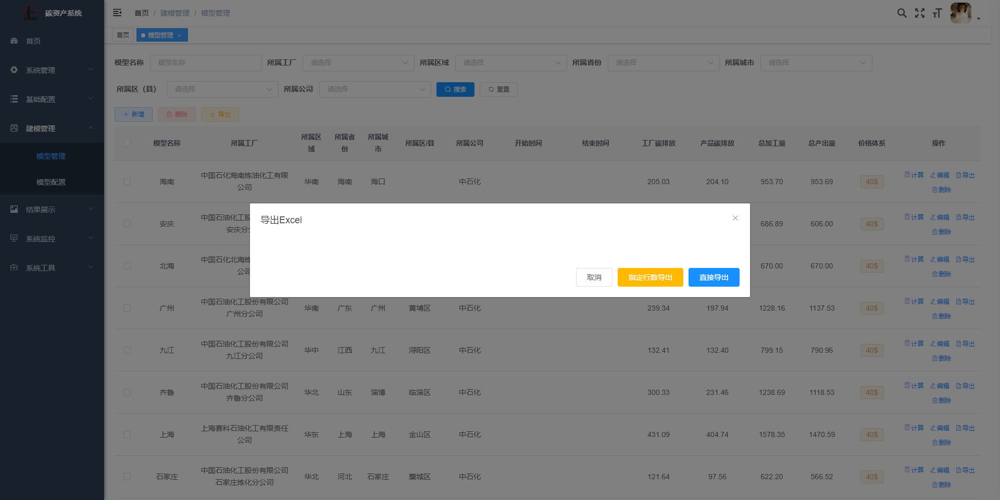 碳资产系统
首页 / 建模管理 / 模型管理
首页
模型管理 ×
首页
系统管理
基础配置
建模管理
模型管理
模型配置
结果展示
系统监控
系统工具
模型名称 模型名称 所属工厂 请选择 所属区域 请选择 所属省份 请选择 所属城市 请选择
所属区（县） 请选择 所属公司 请选择 搜索 重置
新增 删除 导出
模型名称 所属工厂 所属区域 所属省份 所属城市 所属区/县 所属公司 开始时间 结束时间 工厂碳排放 产品碳排放 总加工量 总产出量 价格体系 操作
海南 中国石化海南炼油化工有限公司 华南 海南 海口 中石化 205.03 204.10 953.70 953.69 40$ 计算 编辑 导出 删除
安庆 中国石油化工股 安庆分 686.89 606.00 40$ 计算 编辑 导出 删除
北海 中国石化北海炼 公司 670.00 670.00 40$ 计算 编辑 导出 删除
导出Excel
取消 指定行数导出 直接导出
广州 中国石油化工股份有限公司广州分公司 华南 广东 广州 黄埔区 中石化 239.34 197.94 1228.16 1137.53 40$ 计算 编辑 导出 删除
九江 中国石油化工股份有限公司九江分公司 华中 江西 九江 浔阳区 中石化 132.41 132.40 799.15 790.96 40$ 计算 编辑 导出 删除
齐鲁 中国石油化工股份有限公司齐鲁分公司 华北 山东 淄博 临淄区 中石化 300.33 231.46 1238.69 1118.53 40$ 计算 编辑 导出 删除
上海 上海赛科石油化工有限责任公司 华东 上海 上海 金山区 中石化 431.09 404.74 1578.35 1470.59 40$ 计算 编辑 导出 删除
石家庄 中国石油化工股份有限公司石家庄炼化分公司 华北 河北 石家庄 藁城区 中石化 121.64 97.56 622.20 566.52 40$ 计算 编辑 导出 删除